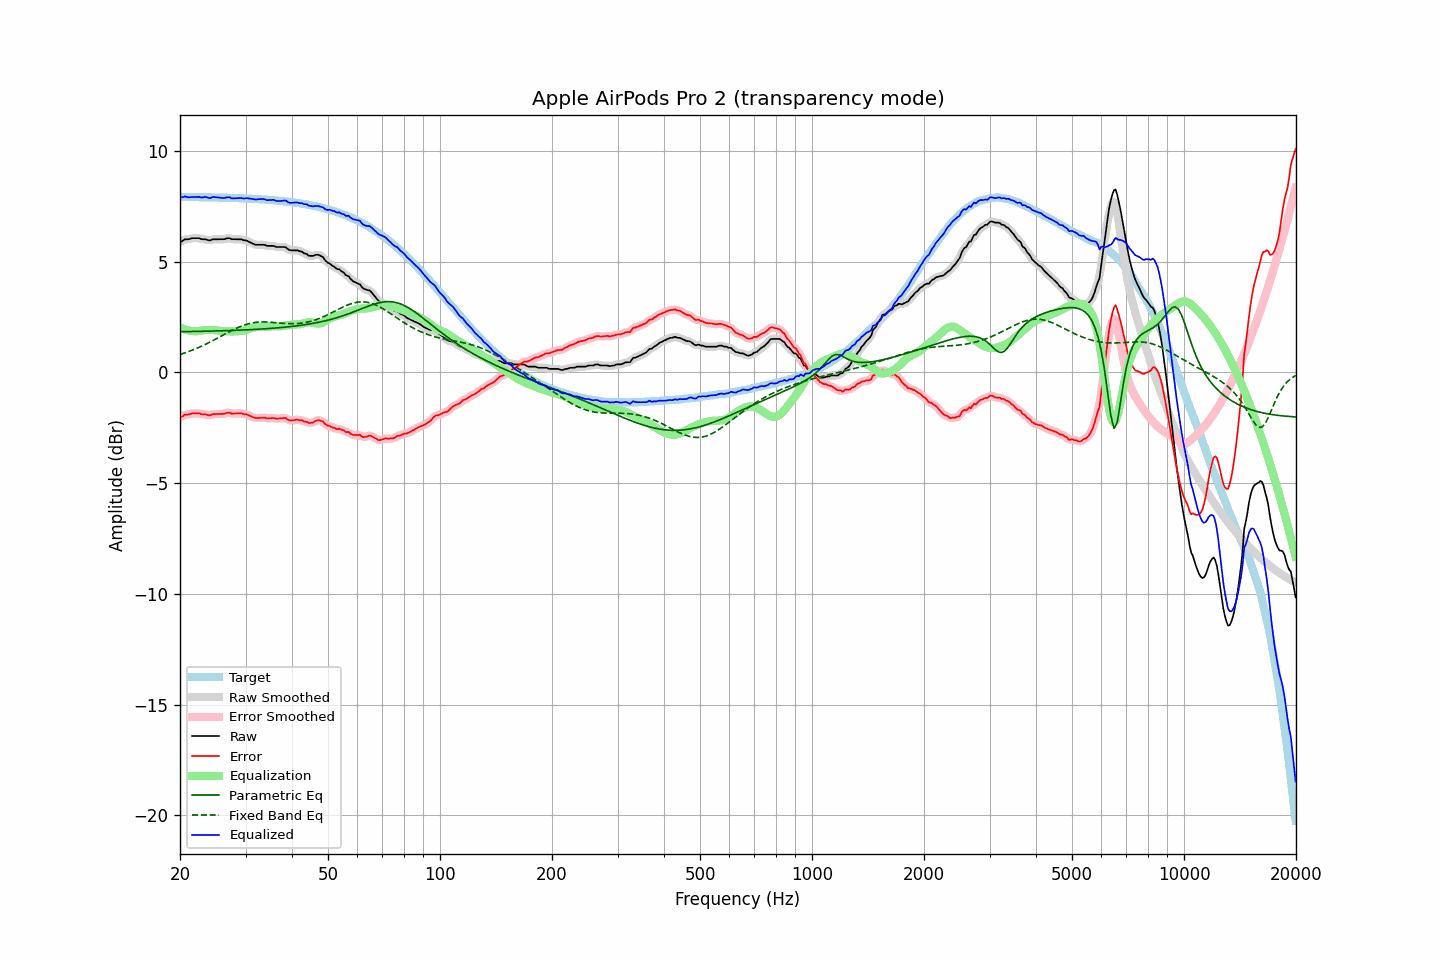 Apple AirPods Pro 2 (transparency mode)
Amplitude (dBr)
10
5
0
−5
−10
−15
−20
Target
Raw Smoothed
Error Smoothed
Raw
Error
Equalization
Parametric Eq
Fixed Band Eq
Equalized
20 50 100 200 500 1000 2000 5000 10000 20000
Frequency (Hz)